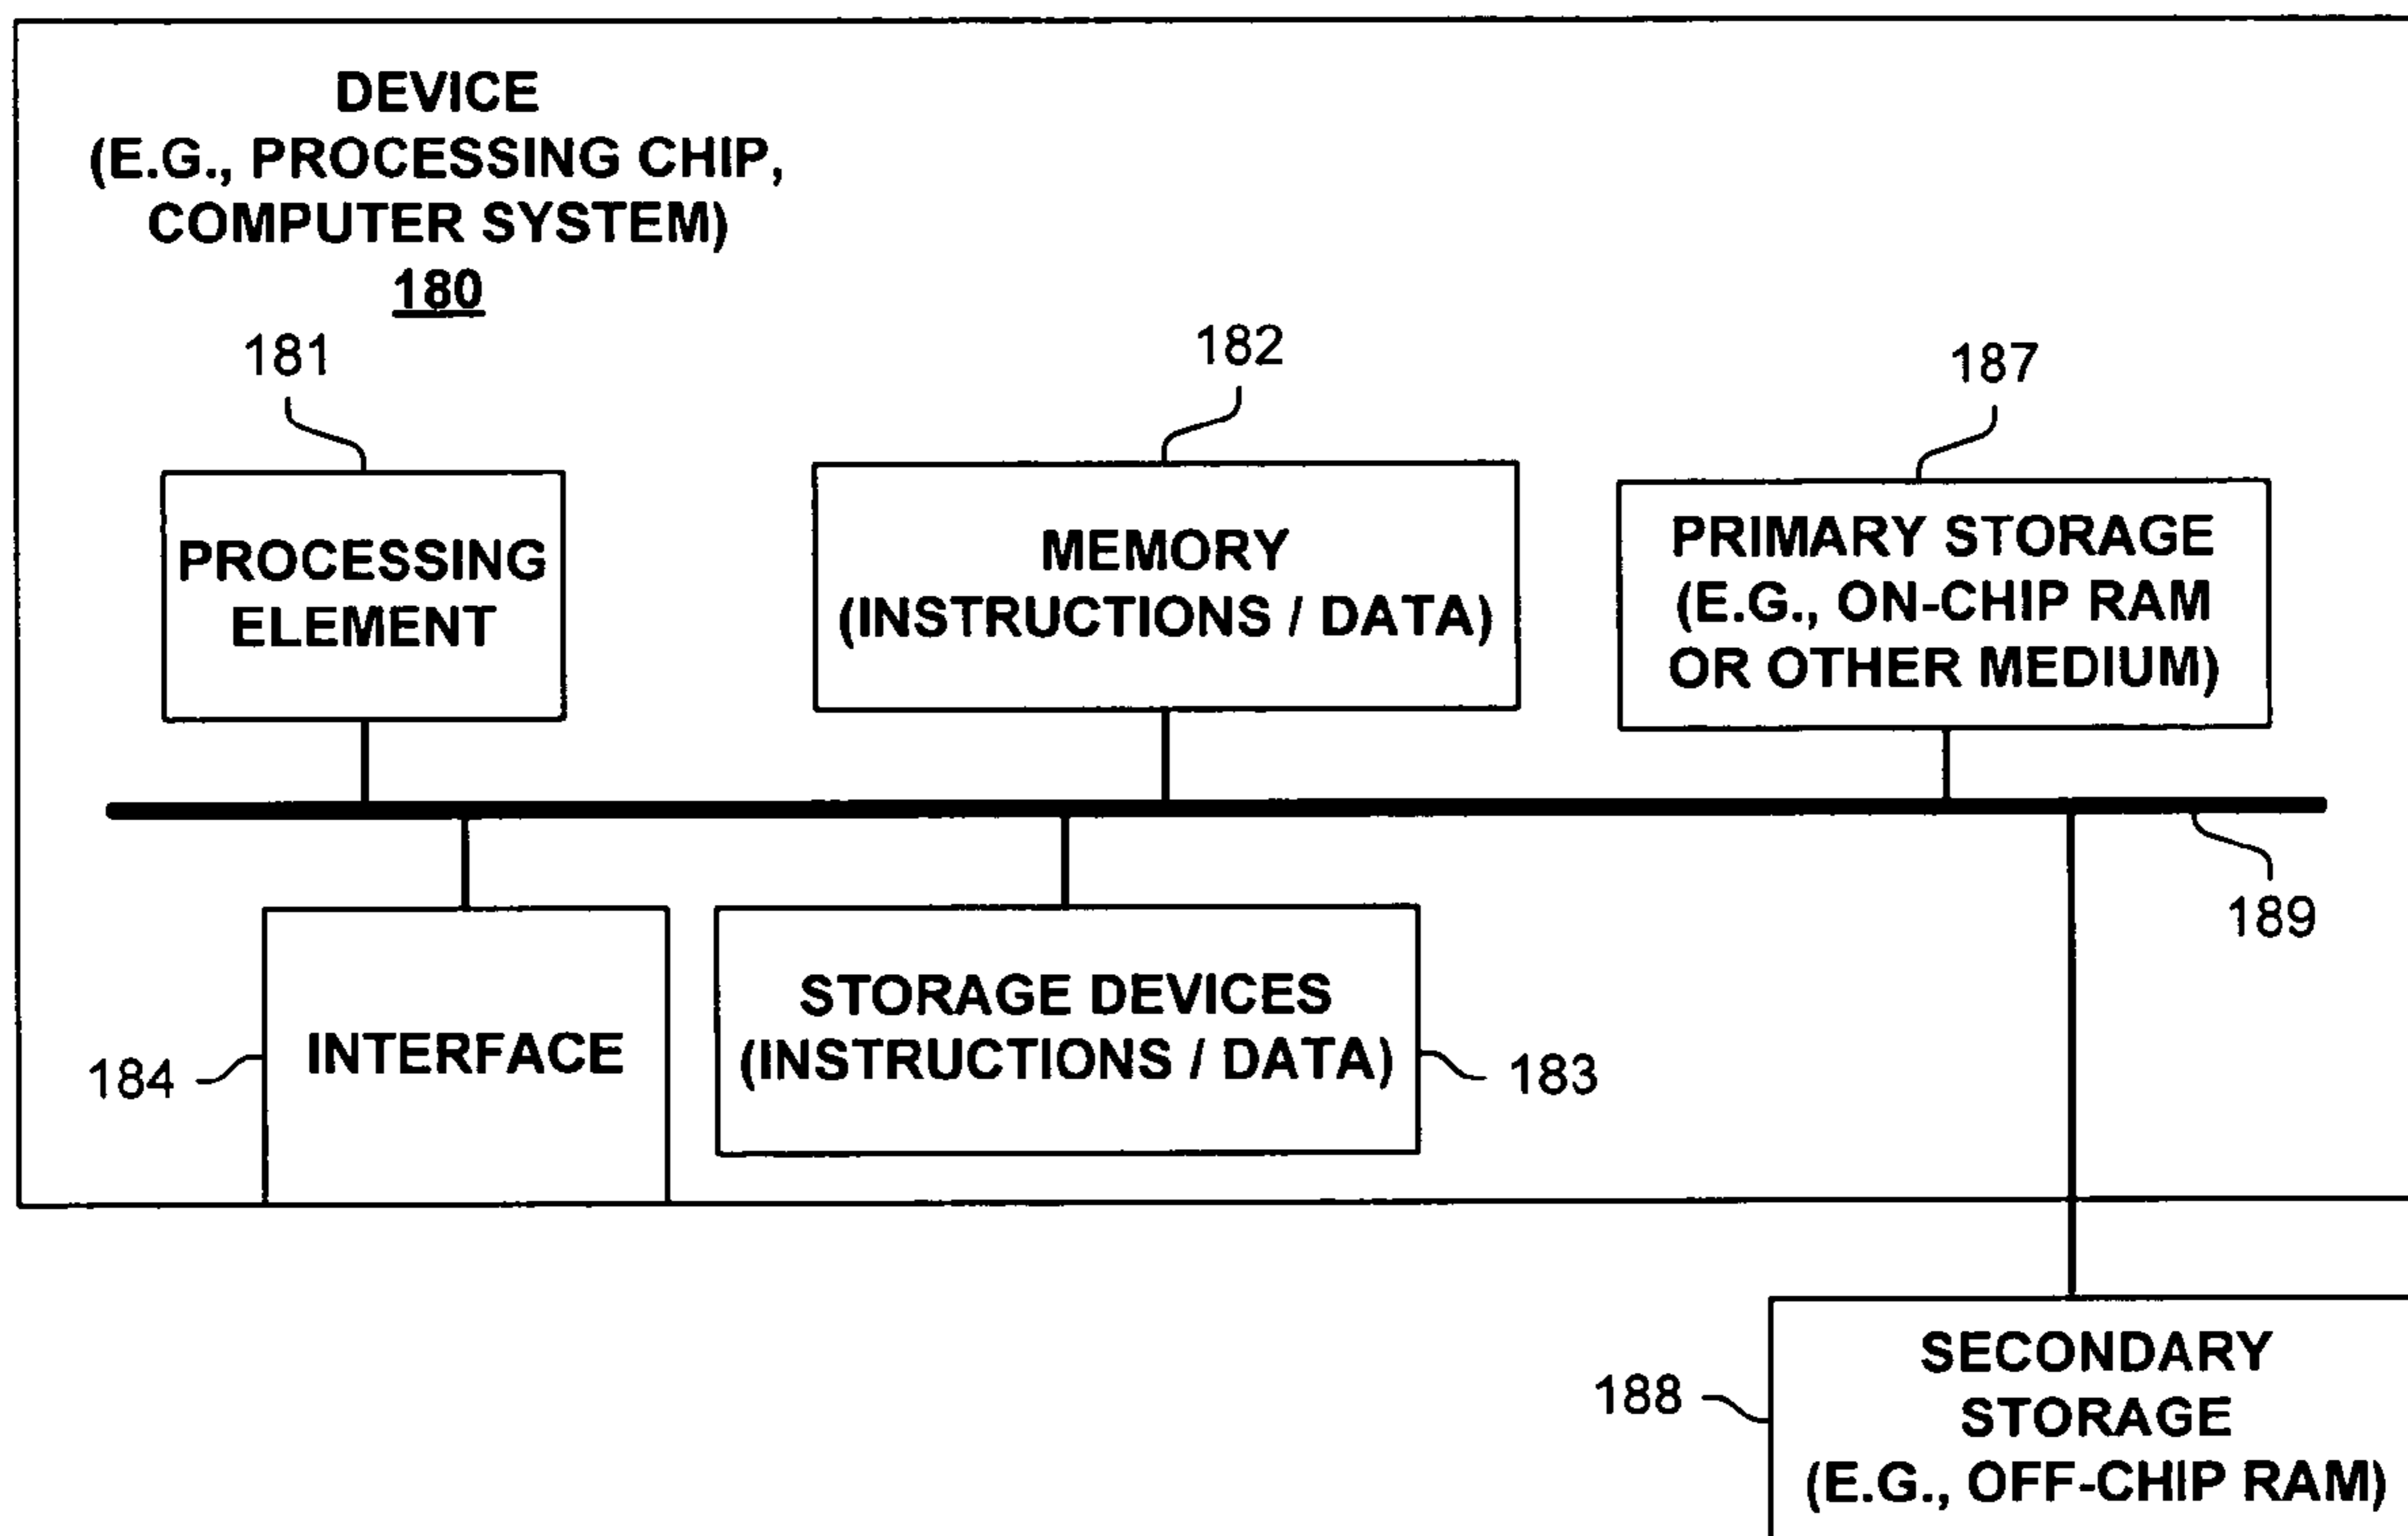 DEVICE
(E.G., PROCESSING CHIP,
COMPUTER SYSTEM)
180
181
182
187
PROCESSING
ELEMENT
MEMORY
(INSTRUCTIONS / DATA)
PRIMARY STORAGE
(E.G., ON-CHIP RAM
OR OTHER MEDIUM)
189
184
INTERFACE
STORAGE DEVICES
(INSTRUCTIONS / DATA)
183
188
SECONDARY
STORAGE
(E.G., OFF-CHIP RAM)